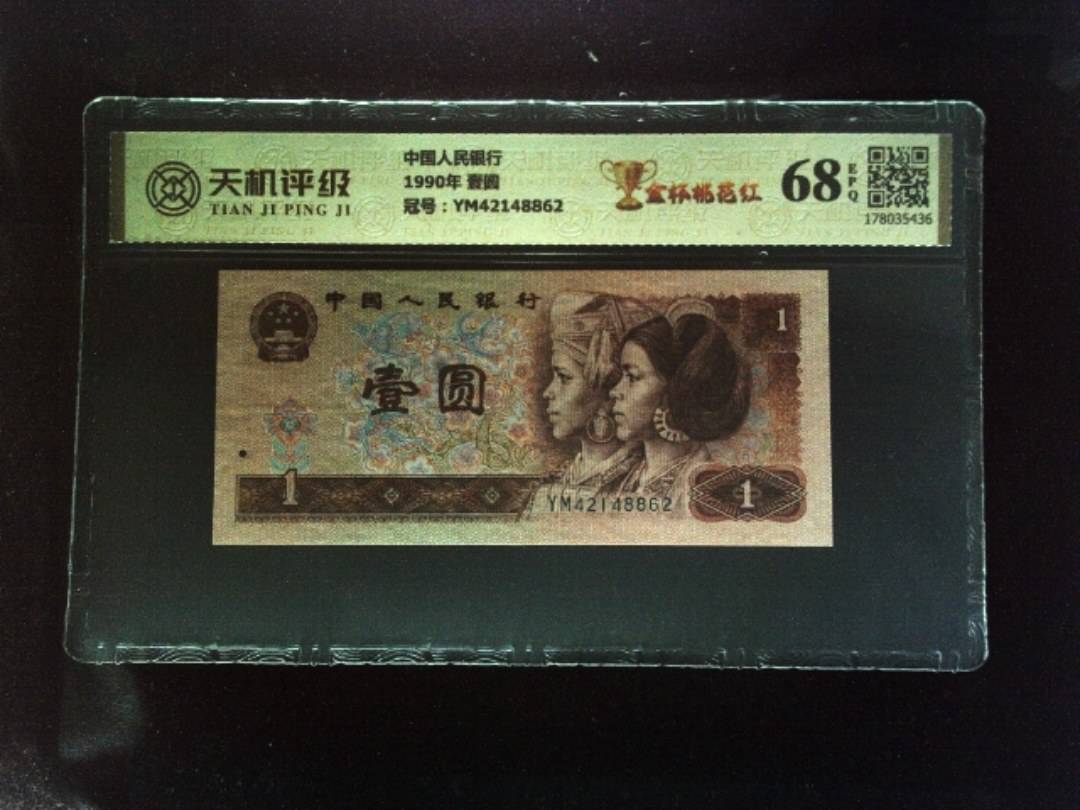 天机评级
TIAN JI PING JI
中国人民银行
1990年 壹圆
冠号：YM42148862
金杯桃花红
68
EPQ
178035436
中国人民银行
1
壹圆
1
YM42148862
1